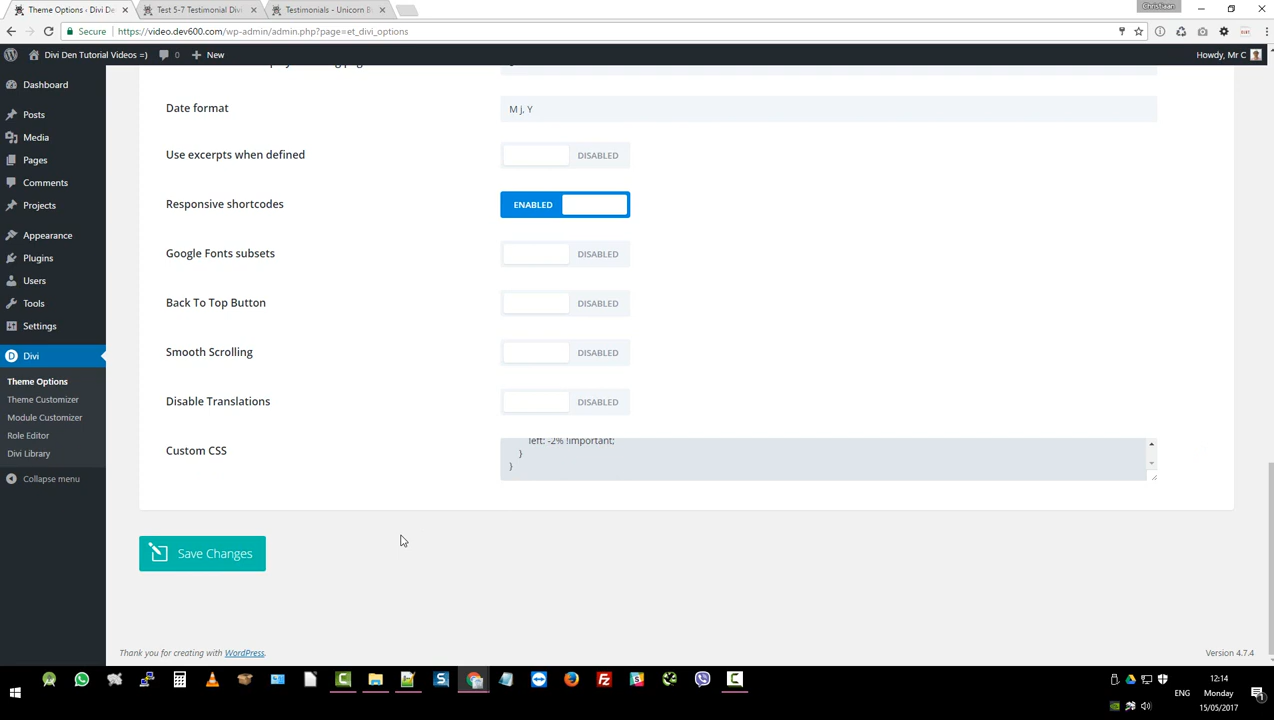 Theme Options ‹ Divi De
Test 5-7 Testimonial Divi
Testimonials - Unicorn B
Christiaan
Secure
https://video.dev600.com/wp-admin/admin.php?page=et_divi_options
Divi Den Tutorial Videos =)
0
New
Howdy, Mr C
Dashboard
Posts
Media
Pages
Comments
Projects
Appearance
Plugins
Users
Tools
Settings
Divi
Theme Options
Theme Customizer
Module Customizer
Role Editor
Divi Library
Collapse menu
Date format
M j, Y
Use excerpts when defined
DISABLED
Responsive shortcodes
ENABLED
Google Fonts subsets
DISABLED
Back To Top Button
DISABLED
Smooth Scrolling
DISABLED
Disable Translations
DISABLED
Custom CSS
left: -2% !important;
}
}
Save Changes
Thank you for creating with WordPress.
Version 4.7.4
12:14
ENG
Monday
15/05/2017